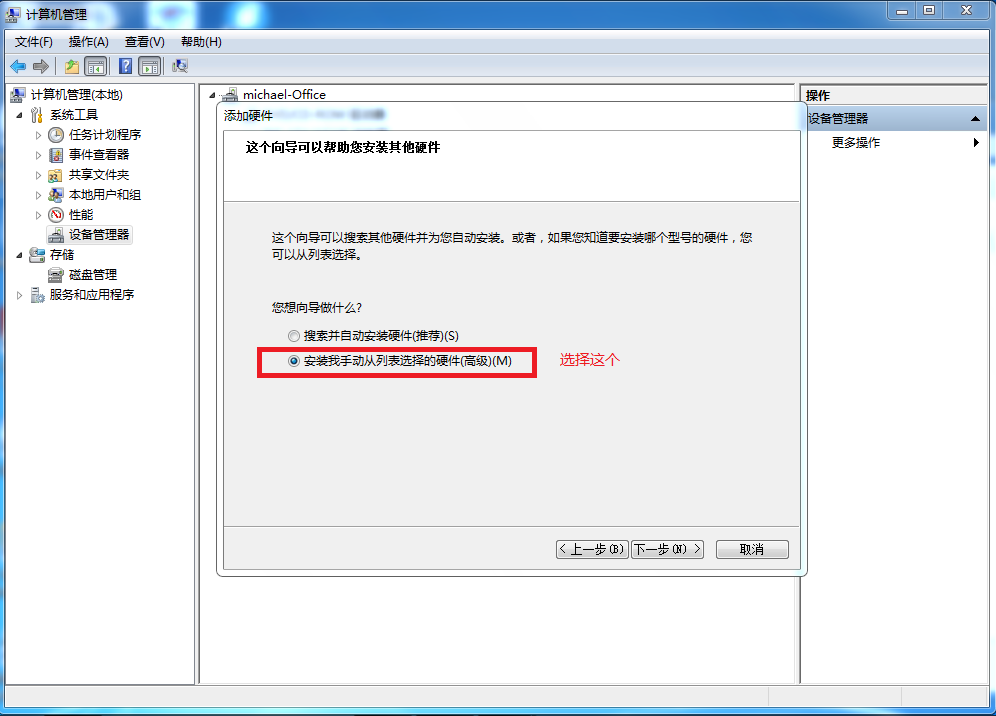 计算机管理
文件(F) 操作(A) 查看(V) 帮助(H)
计算机管理(本地)
系统工具
任务计划程序
事件查看器
共享文件夹
本地用户和组
性能
设备管理器
存储
磁盘管理
服务和应用程序
michael-Office
添加硬件
这个向导可以帮助您安装其他硬件
这个向导可以搜索其他硬件并为您自动安装。或者，如果您知道要安装哪个型号的硬件，您
可以从列表选择。
您想向导做什么?
搜索并自动安装硬件(推荐)(S)
安装我手动从列表选择的硬件(高级)(M)
选择这个
< 上一步(B) 下一步(N) > 取消
操作
设备管理器
更多操作